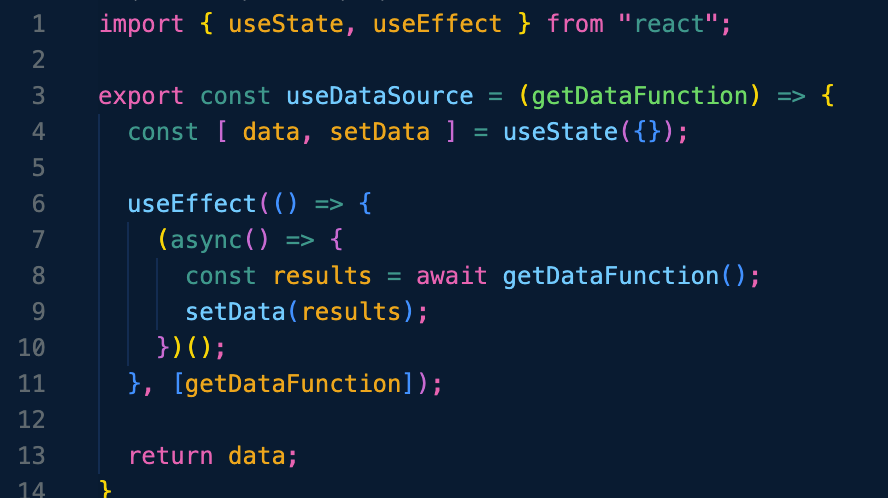 1 import { useState, useEffect } from "react";
2
3 export const useDataSource = (getDataFunction) => {
4 const [ data, setData ] = useState({});
5
6 useEffect(() => {
7 (async() => {
8 const results = await getDataFunction();
9 setData(results);
10 })();
11 }, [getDataFunction]);
12
13 return data;
14 }